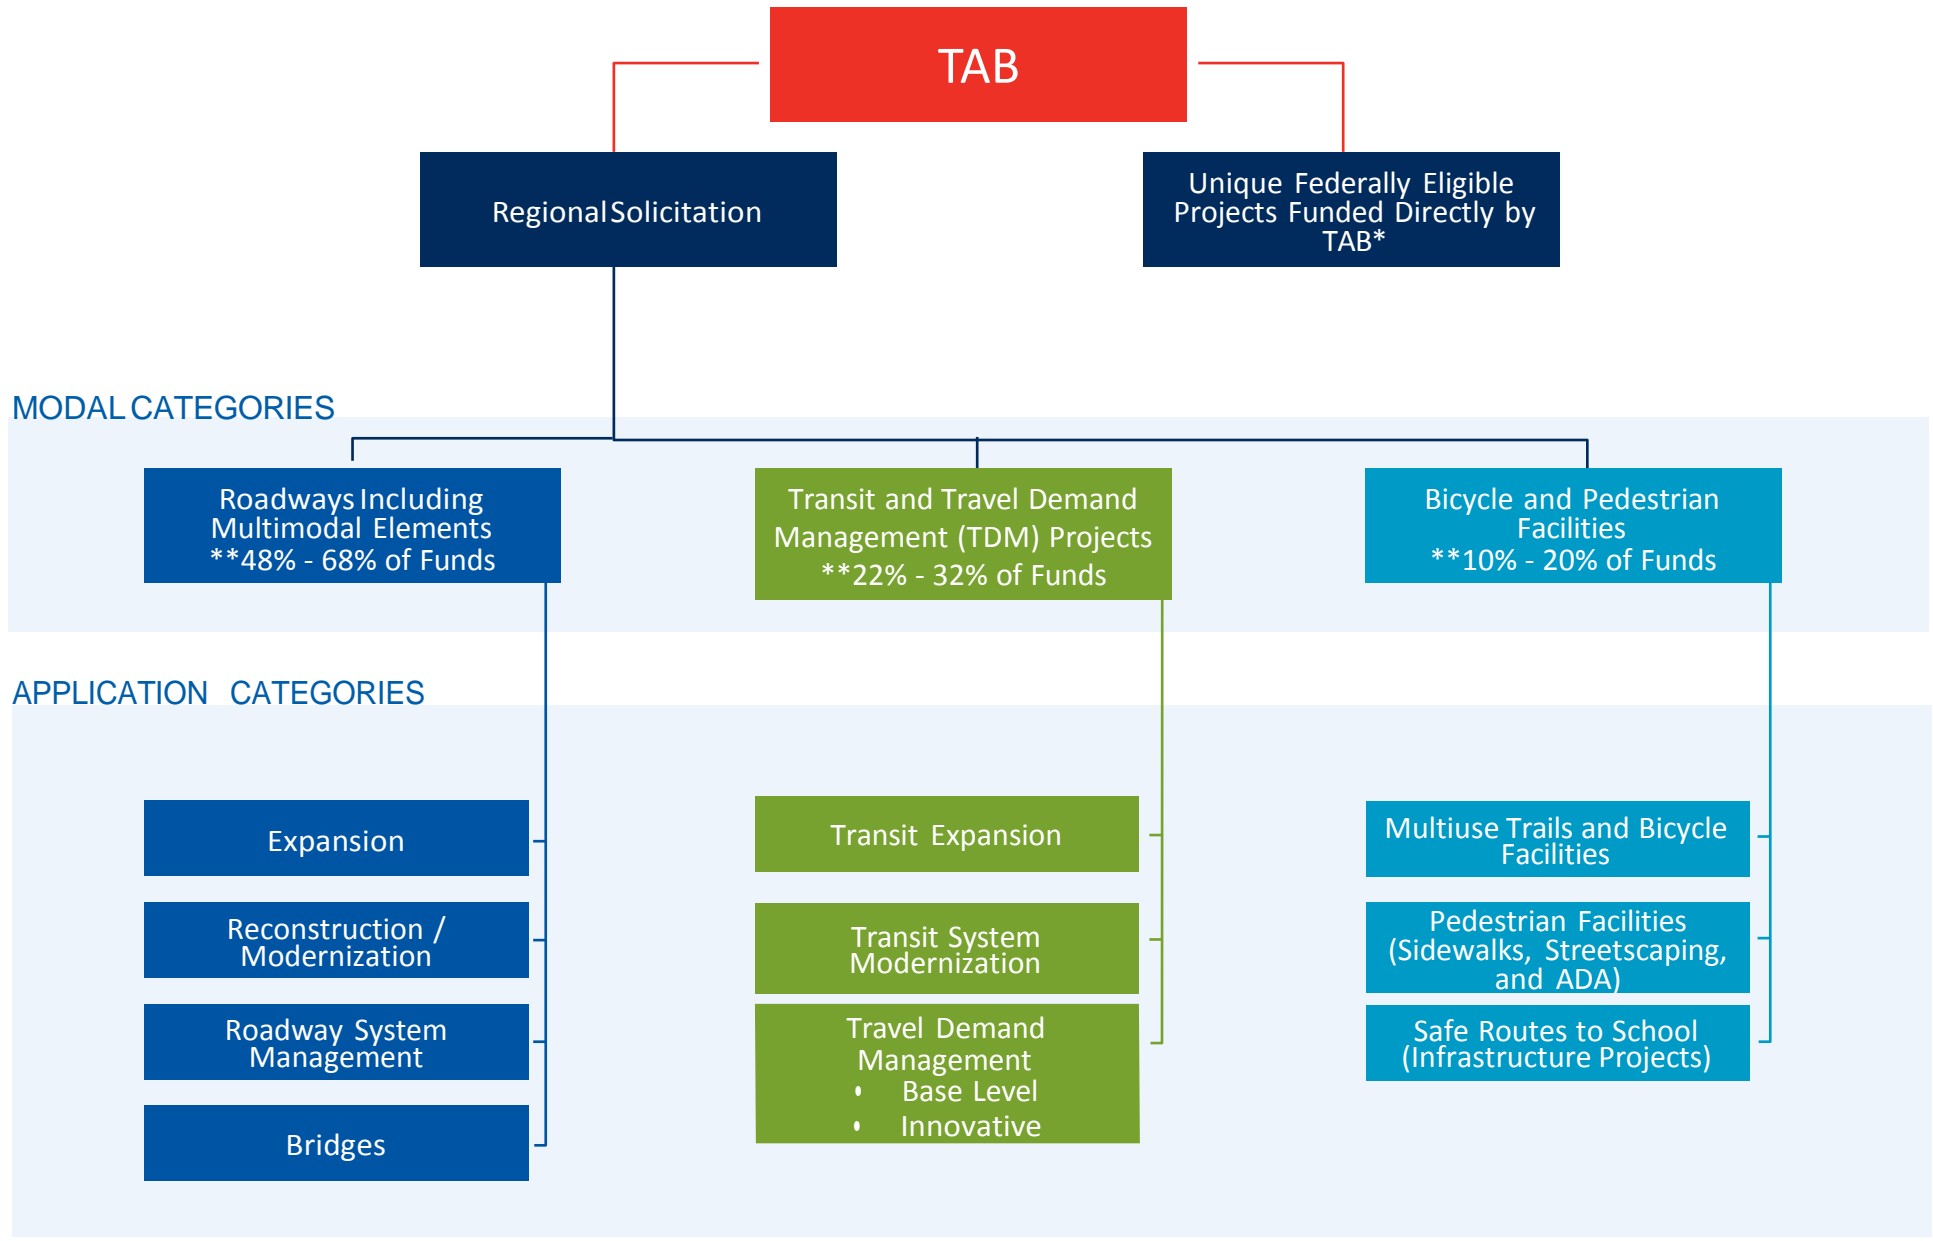 TAB
Regional Solicitation
Unique Federally Eligible
Projects Funded Directly by
TAB*
MODAL CATEGORIES
Roadways Including
Multimodal Elements
**48% - 68% of Funds
Transit and Travel Demand
Management (TDM) Projects
**22% - 32% of Funds
Bicycle and Pedestrian
Facilities
**10% - 20% of Funds
APPLICATION CATEGORIES
Expansion
Reconstruction /
Modernization
Roadway System
Management
Bridges
Transit Expansion
Transit System
Modernization
Travel Demand
Management
• Base Level
• Innovative
Multiuse Trails and Bicycle
Facilities
Pedestrian Facilities
(Sidewalks, Streetscaping,
and ADA)
Safe Routes to School
(Infrastructure Projects)